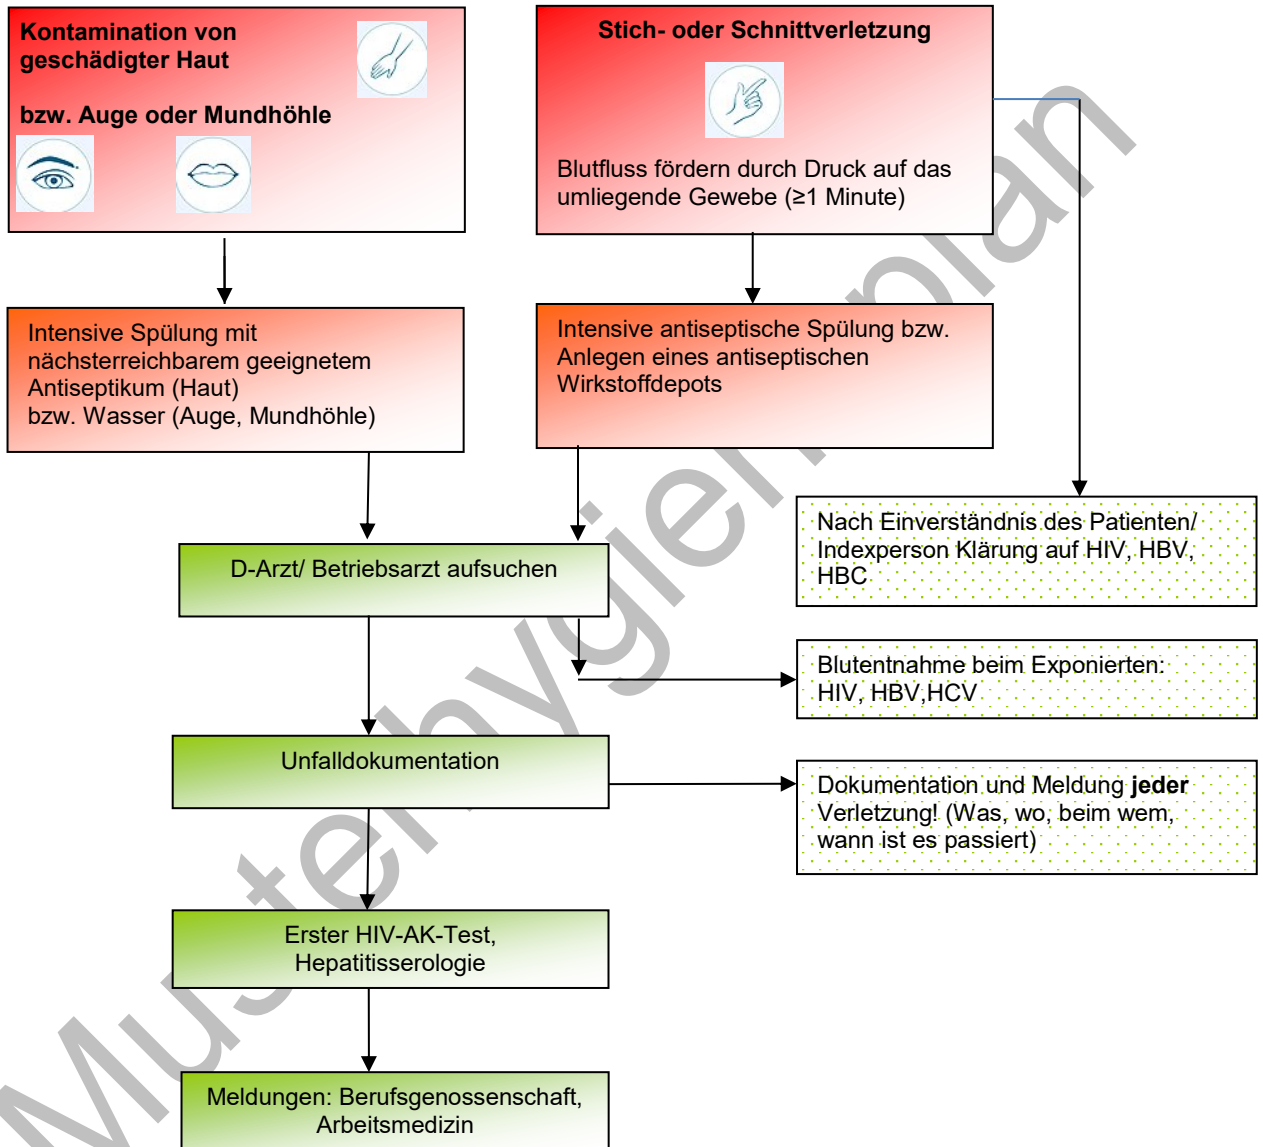 Kontamination von
geschädigter Haut
bzw. Auge oder Mundhöhle
Stich- oder Schnittverletzung
Blutfluss fördern durch Druck auf das
umliegende Gewebe (≥1 Minute)
Intensive Spülung mit
nächsterreichbarem geeignetem
Antiseptikum (Haut)
bzw. Wasser (Auge, Mundhöhle)
Intensive antiseptische Spülung bzw.
Anlegen eines antiseptischen
Wirkstoffdepots
Nach Einverständnis des Patienten/
Indexperson Klärung auf HIV, HBV,
HBC
D-Arzt/ Betriebsarzt aufsuchen
Blutentnahme beim Exponierten:
HIV, HBV,HCV
Unfalldokumentation
Dokumentation und Meldung jeder
Verletzung! (Was, wo, beim wem,
wann ist es passiert)
Erster HIV-AK-Test,
Hepatitisserologie
Meldungen: Berufsgenossenschaft,
Arbeitsmedizin
Musterhygieneplan